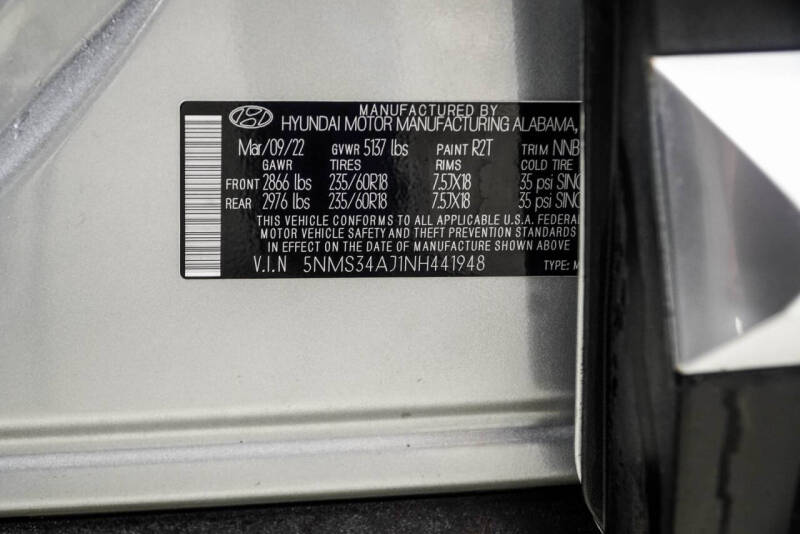 MANUFACTURED BY
HYUNDAI MOTOR MANUFACTURING ALABAMA,
Mar/09/22 GVWR 5137 lbs PAINT R2T TRIM NNB
GAWR TIRES RIMS COLD TIRE
FRONT 2866 lbs 235/60R18 7.5JX18 35 psi SING
REAR 2976 lbs 235/60R18 7.5JX18 35 psi SING
THIS VEHICLE CONFORMS TO ALL APPLICABLE U.S.A. FEDERAL
MOTOR VEHICLE SAFETY AND THEFT PREVENTION STANDARDS
IN EFFECT ON THE DATE OF MANUFACTURE SHOWN ABOVE
V.I.N 5NMS34AJ1NH441948 TYPE: M